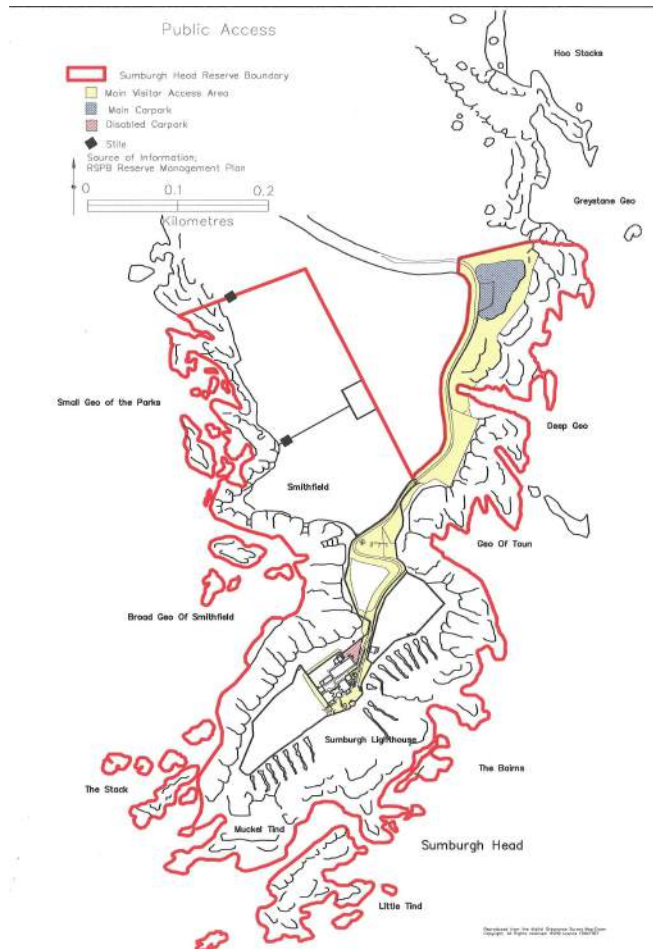 Public Access
Hoo Stacks
Sumburgh Head Reserve Boundary
Main Visitor Access Area
Main Carpark
Disabled Carpark
Stile
Source of Information;
RSPB Reserve Management Plan
0 0.1 0.2
Kilometres
Greystane Geo
Small Geo of the Parks
Deep Geo
Smithfield
Geo Of Toun
Broad Geo Of Smithfield
Sumburgh Lighthouse
The Bairns
The Stack
Muckel Tind
Sumburgh Head
Little Tind